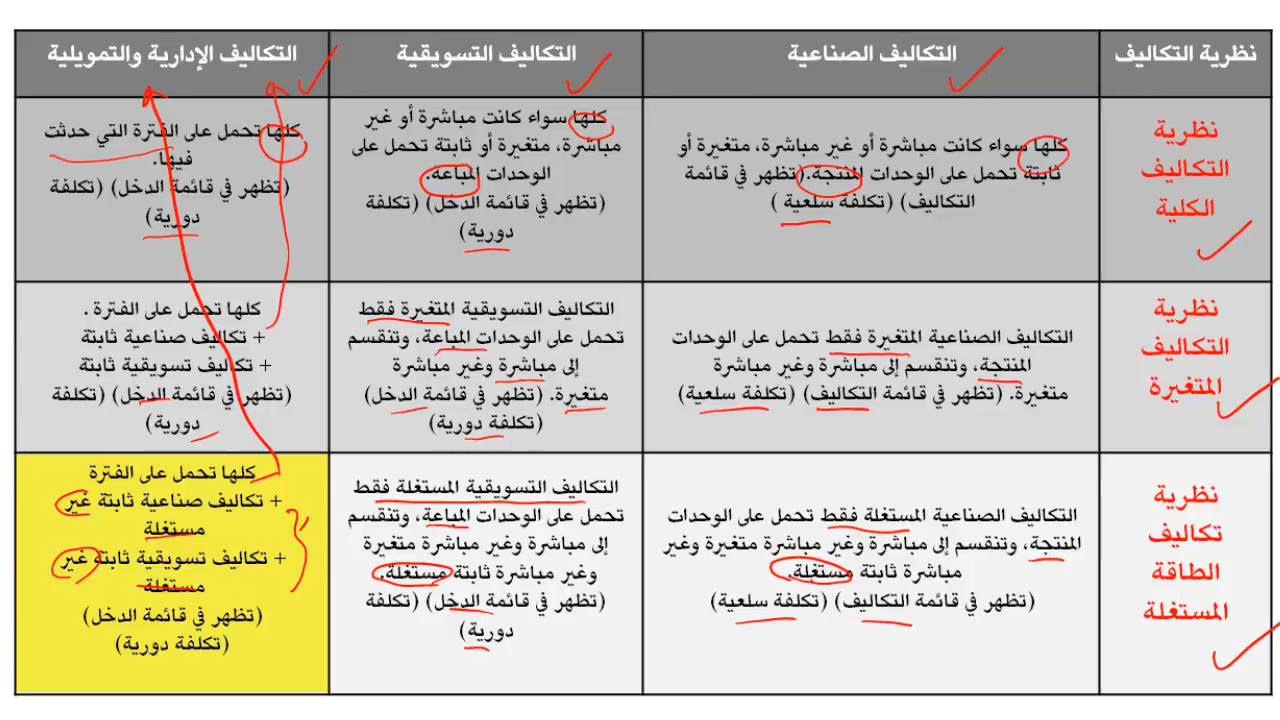 نظرية التكاليف
التكاليف الصناعية
التكاليف التسويقية
التكاليف الإدارية والتمويلية
نظرية
التكاليف
الكلية
كلها سواء كانت مباشرة أو غير مباشرة، متغيرة أو
ثابتة تحمل على الوحدات المنتجة.(تظهر في قائمة
التكاليف) (تكلفة سلعية )
كلها سواء كانت مباشرة أو غير
مباشرة، متغيرة أو ثابتة تحمل على
الوحدات المباعة.
(تظهر في قائمة الدخل) (تكلفة
دورية)
كلها تحمل على الفترة التي حدثت
فيها.
(تظهر في قائمة الدخل) (تكلفة
دورية)
نظرية
التكاليف
المتغيرة
التكاليف الصناعية المتغيرة فقط تحمل على الوحدات
المنتجة، وتنقسم إلى مباشرة وغير مباشرة
متغيرة. (تظهر في قائمة التكاليف) (تكلفة سلعية)
التكاليف التسويقية المتغيرة فقط
تحمل على الوحدات المباعة، وتنقسم
إلى مباشرة وغير مباشرة
متغيرة. (تظهر في قائمة الدخل)
(تكلفة دورية)
كلها تحمل على الفترة .
+ تكاليف صناعية ثابتة
+ تكاليف تسويقية ثابتة
(تظهر في قائمة الدخل) (تكلفة
دورية)
نظرية
تكاليف
الطاقة
المستغلة
التكاليف الصناعية المستغلة فقط تحمل على الوحدات
المنتجة، وتنقسم إلى مباشرة وغير مباشرة متغيرة وغير
مباشرة ثابتة مستغلة.
(تظهر في قائمة التكاليف) (تكلفة سلعية)
التكاليف التسويقية المستغلة فقط
تحمل على الوحدات المباعة، وتنقسم
إلى مباشرة وغير مباشرة متغيرة
وغير مباشرة ثابتة مستغلة.
(تظهر في قائمة الدخل) (تكلفة
دورية)
كلها تحمل على الفترة
+ تكاليف صناعية ثابتة غير
مستغلة
+ تكاليف تسويقية ثابتة غير
مستغلة
(تظهر في قائمة الدخل)
(تكلفة دورية)